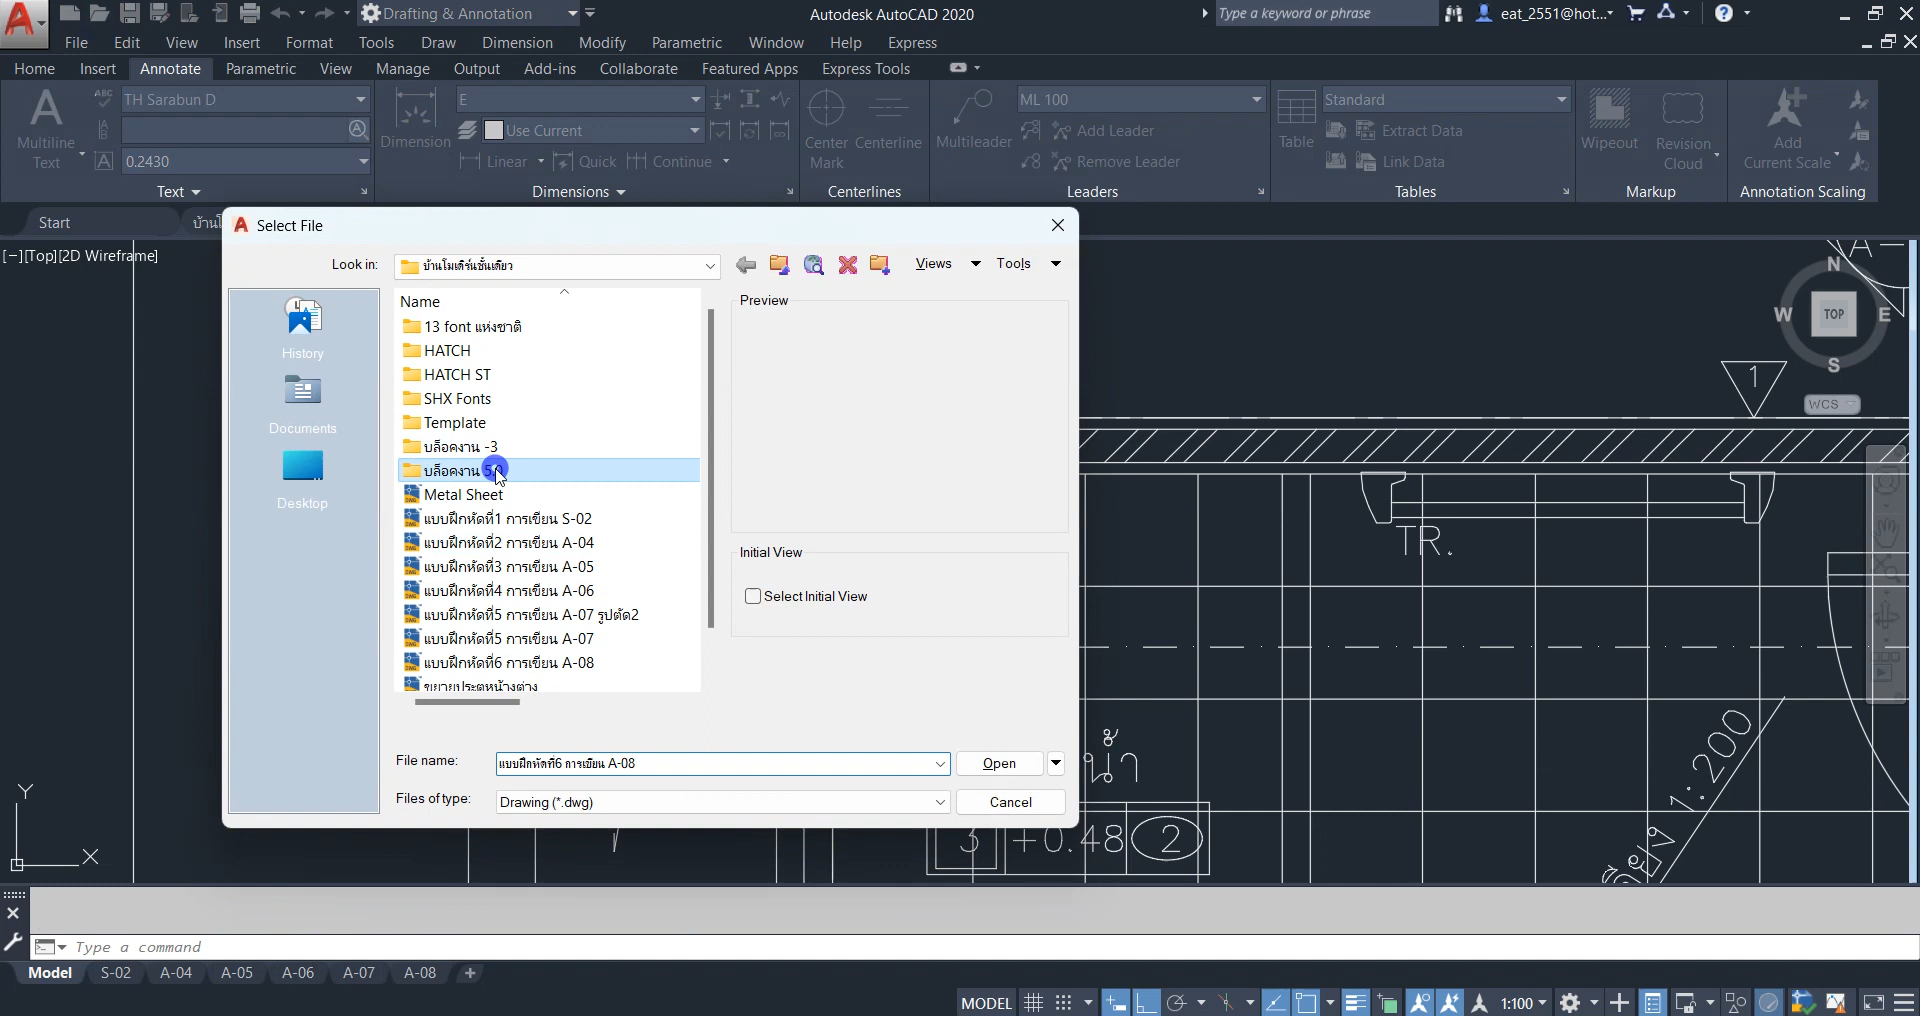 Drafting & Annotation
Autodesk AutoCAD 2020
Type a keyword or phrase
eat_2551@hot...
File Edit View Insert Format Tools Draw Dimension Modify Parametric Window Help Express
Home Insert Annotate Parametric View Manage Output Add-ins Collaborate Featured Apps Express Tools
TH Sarabun D
E
ML 100
Standard
Multiline Text
Dimension
Use Current
Center Mark
Centerline
Multileader
Add Leader
Table
Extract Data
Wipeout
Revision Cloud
Add Current Scale
0.2430
Linear
Quick
Continue
Remove Leader
Link Data
Text
Dimensions
Centerlines
Leaders
Tables
Markup
Annotation Scaling
Start
[−][Top][2D Wireframe]
Select File
Look in:
บ้านโมเดิร์นชั้นเดียว
Views
Tools
History
Documents
Desktop
Name
13 font แห่งชาติ
HATCH
HATCH ST
SHX Fonts
Template
บล็อคงาน -3
บล็อคงาน
Metal Sheet
แบบฝึกหัดที่1 การเขียน S-02
แบบฝึกหัดที่2 การเขียน A-04
แบบฝึกหัดที่3 การเขียน A-05
แบบฝึกหัดที่4 การเขียน A-06
แบบฝึกหัดที่5 การเขียน A-07 รูปตัด2
แบบฝึกหัดที่5 การเขียน A-07
แบบฝึกหัดที่6 การเขียน A-08
ขยายประตูหน้างต่าง
Preview
Initial View
Select Initial View
File name:
แบบฝึกหัดที่6 การเขียน A-08
Open
Files of type:
Drawing (*.dwg)
Cancel
N
W TOP E
S
WCS
1
TR.
1:200
3 +0.48 2
Y
X
Type a command
Model S-02 A-04 A-05 A-06 A-07 A-08
MODEL
1:100